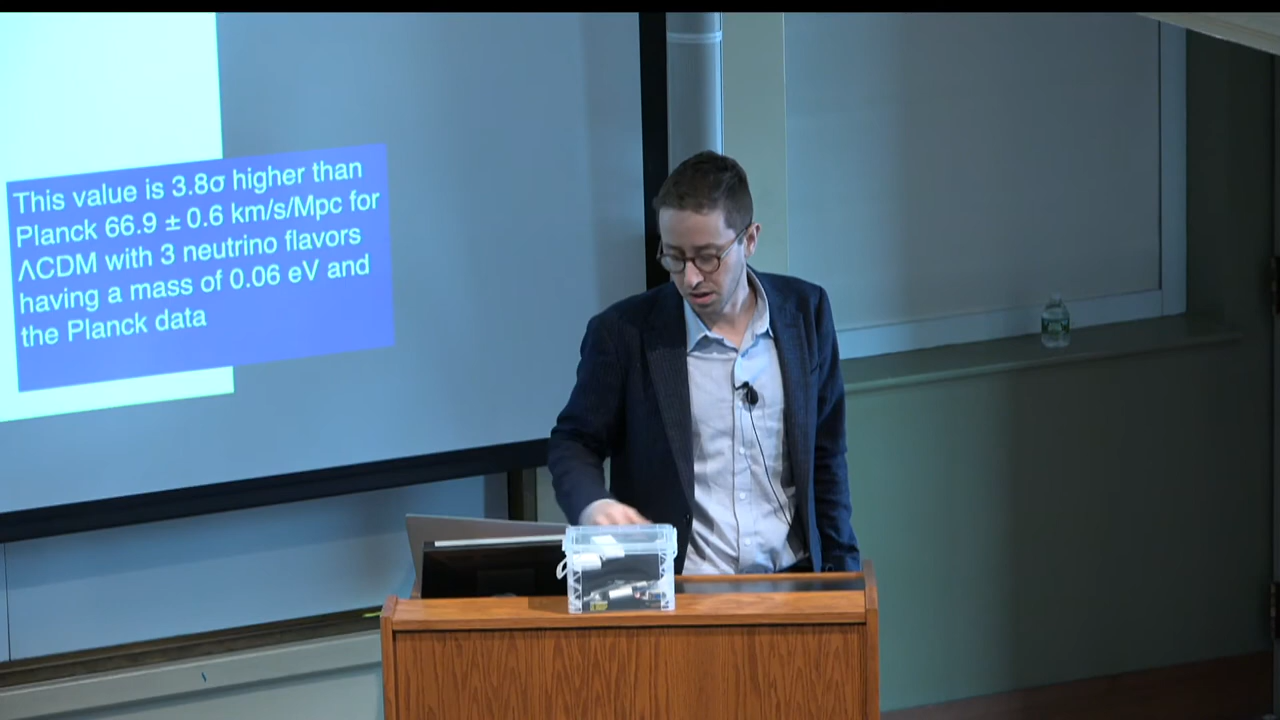 This value is 3.8σ higher than
Planck 66.9 ± 0.6 km/s/Mpc for
ΛCDM with 3 neutrino flavors
having a mass of 0.06 eV and
the Planck data